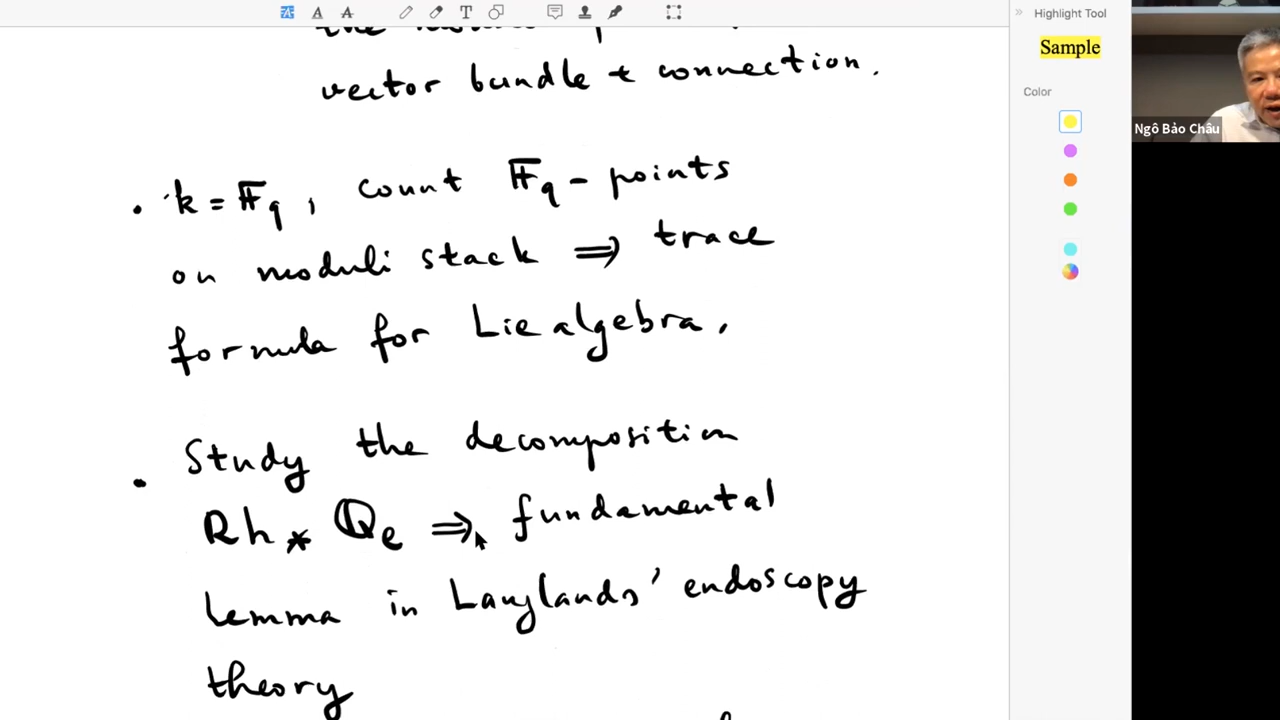 Highlight Tool
Sample
Color
Ngô Bảo Châu
the
vector bundle + connection.
• k = 𝔽q, count 𝔽q - points
on moduli stack ⇒ trace
formula for Lie algebra.
• Study the decomposition
Rh* ℚℓ ⇒ fundamental
lemma in Langlands' endoscopy
theory